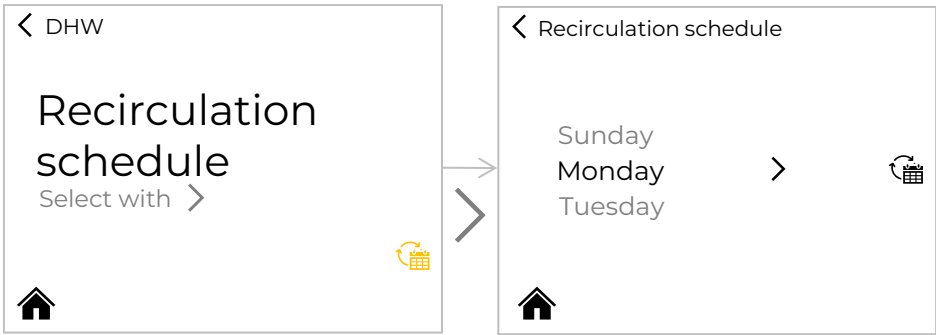 DHW
Recirculation
schedule
Select with
Recirculation schedule
Sunday
Monday
Tuesday